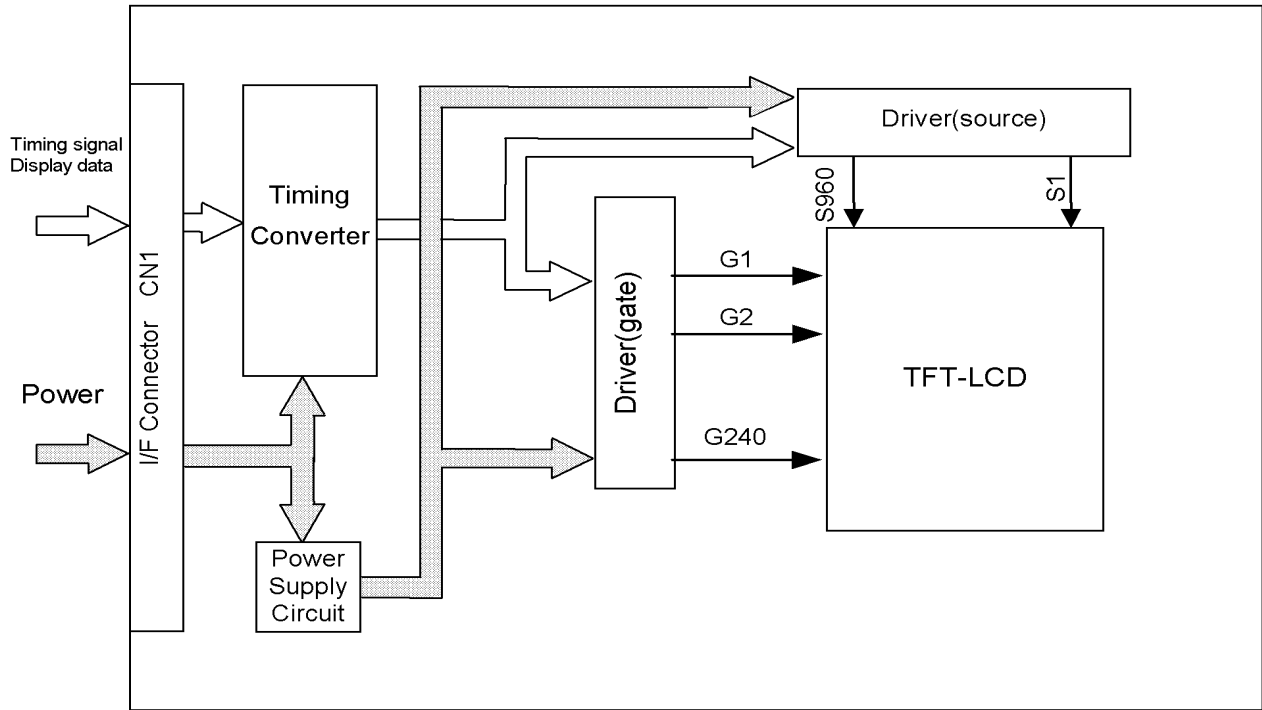 Timing signal
Display data
Power
I/F Connector CN1
Timing
Converter
Power
Supply
Circuit
Driver(source)
S960
S1
Driver(gate)
G1
G2
G240
TFT-LCD